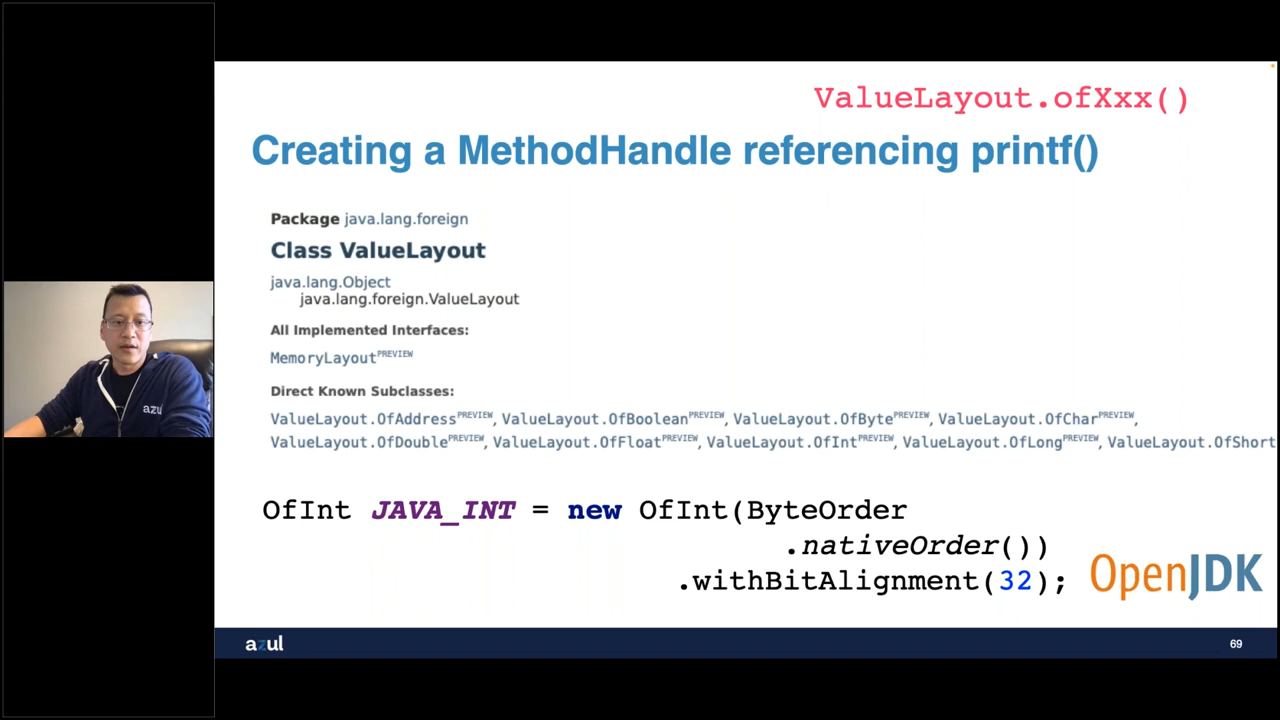 ValueLayout.ofXxx()
Creating a MethodHandle referencing printf()
Package java.lang.foreign
Class ValueLayout
java.lang.Object
java.lang.foreign.ValueLayout
All Implemented Interfaces:
MemoryLayoutPREVIEW
Direct Known Subclasses:
ValueLayout.OfAddressPREVIEW, ValueLayout.OfBooleanPREVIEW, ValueLayout.OfBytePREVIEW, ValueLayout.OfCharPREVIEW,
ValueLayout.OfDoublePREVIEW, ValueLayout.OfFloatPREVIEW, ValueLayout.OfIntPREVIEW, ValueLayout.OfLongPREVIEW, ValueLayout.OfShort
OfInt JAVA_INT = new OfInt(ByteOrder
.nativeOrder())
.withBitAlignment(32);
OpenJDK
azul
azul
69